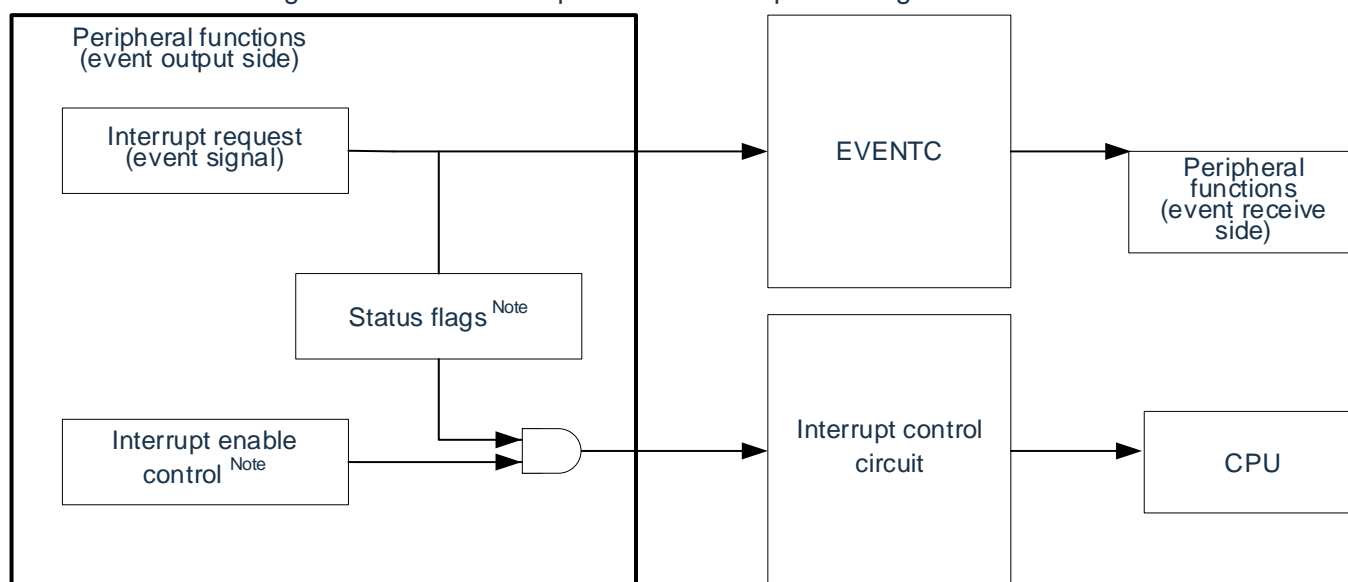 Peripheral functions
(event output side)
Interrupt request
(event signal)
EVENTC
Peripheral
functions
(event receive
side)
Status flags Note
Interrupt enable
control Note
Interrupt control
circuit
CPU